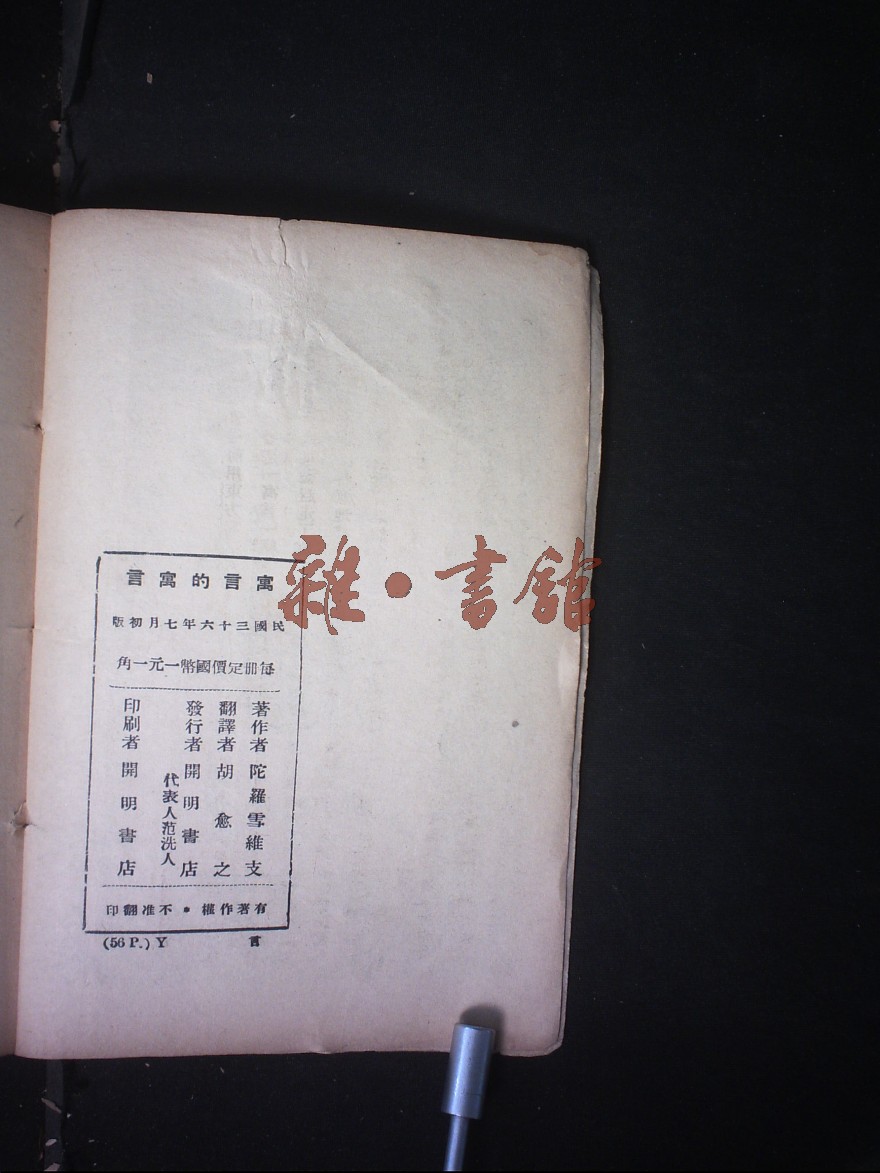 寓言的寓言
民國三十六年七月初版
每册定價國幣一元一角
著作者 陀羅雪維支
翻譯者 胡愈之
發行者 開明書店
代表人范洗人
印刷者 開明書店
有著作權•不准翻印
(56 P.) Y 言
雜•書館